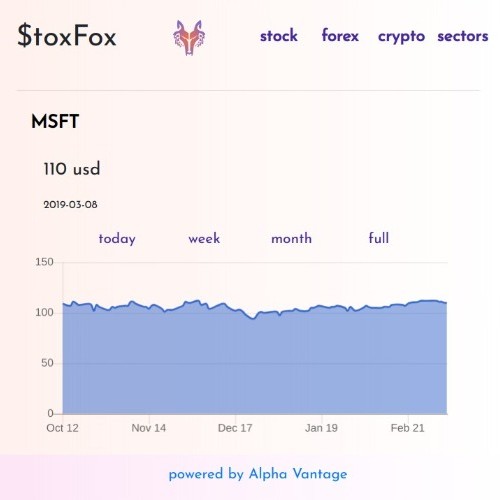 $toxFox stock forex crypto sectors
MSFT
110 usd
2019-03-08
today week month full
150
100
50
0
Oct 12 Nov 14 Dec 17 Jan 19 Feb 21
powered by Alpha Vantage